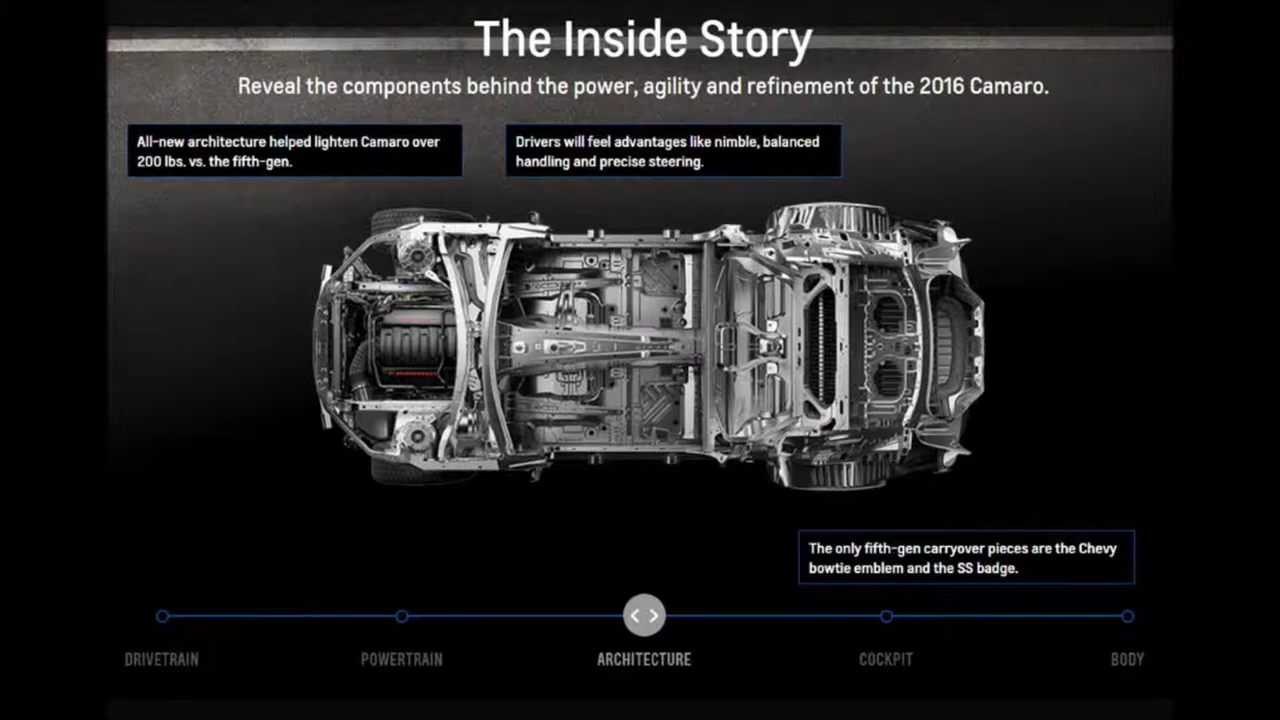 The Inside Story
Reveal the components behind the power, agility and refinement of the 2016 Camaro.
All-new architecture helped lighten Camaro over
200 lbs. vs. the fifth-gen.
Drivers will feel advantages like nimble, balanced
handling and precise steering.
The only fifth-gen carryover pieces are the Chevy
bowtie emblem and the SS badge.
DRIVETRAIN
POWERTRAIN
ARCHITECTURE
COCKPIT
BODY